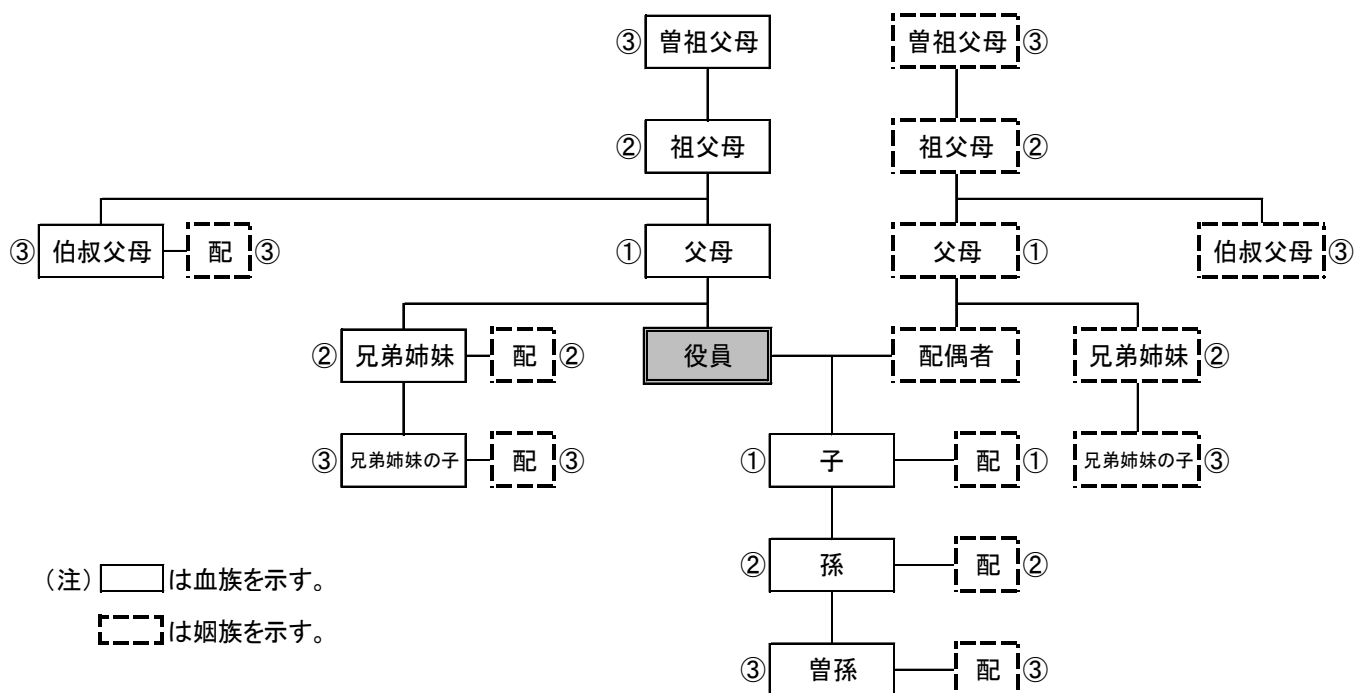 ③ 曽祖父母 曽祖父母 ③
② 祖父母 祖父母 ②
③ 伯叔父母 配 ③ ① 父母 父母 ① 伯叔父母 ③
② 兄弟姉妹 配 ② 役員 配偶者 兄弟姉妹 ②
③ 兄弟姉妹の子 配 ③ ① 子 配 ① 兄弟姉妹の子 ③
② 孫 配 ②
(注) は血族を示す。
は姻族を示す。
③ 曽孫 配 ③